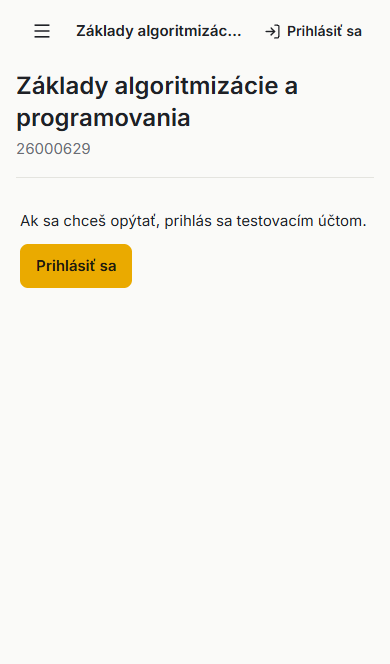 Základy algoritmizác… Prihlásiť sa
Základy algoritmizácie a
programovania
26000629
Ak sa chceš opýtať, prihlás sa testovacím účtom.
Prihlásiť sa